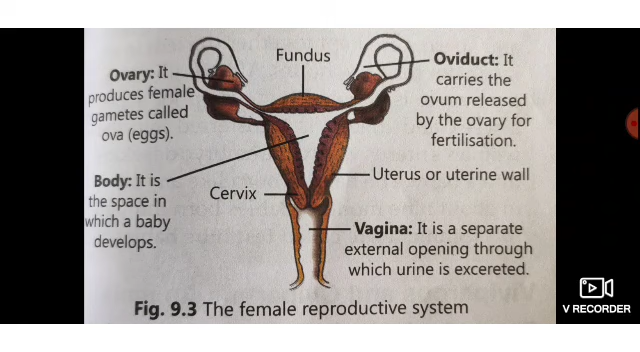 Fundus
Ovary: It
produces female
gametes called
ova (eggs).
Oviduct: It
carries the
ovum released
by the ovary for
fertilisation.
Body: It is
the space in
which a baby
develops.
Cervix
Uterus or uterine wall
Vagina: It is a separate
external opening through
which urine is excereted.
Fig. 9.3 The female reproductive system
V RECORDER